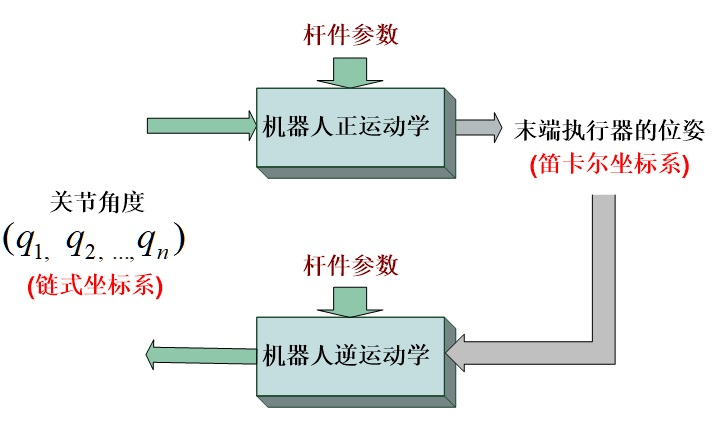 杆件参数
机器人正运动学
末端执行器的位姿
(笛卡尔坐标系)
关节角度
(q1, q2, ...,qn)
(链式坐标系)
杆件参数
机器人逆运动学